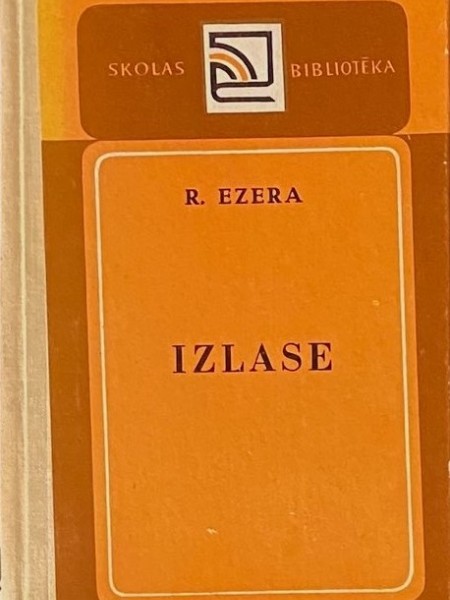 SKOLAS BIBLIOTĒKA
R. EZERA
IZLASE